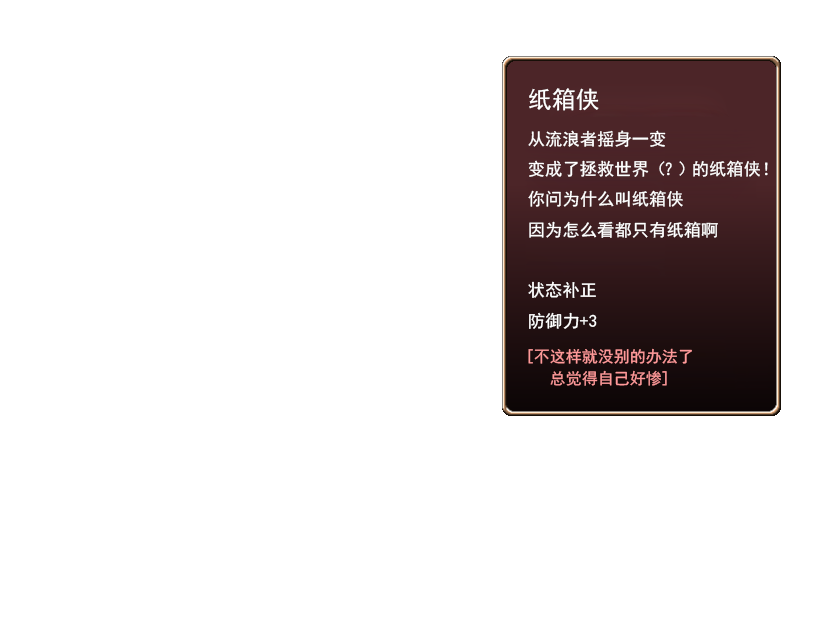 纸箱侠
从流浪者摇身一变
变成了拯救世界（？）的纸箱侠！
你问为什么叫纸箱侠
因为怎么看都只有纸箱啊
状态补正
防御力+3
[不这样就没别的办法了
总觉得自己好惨]